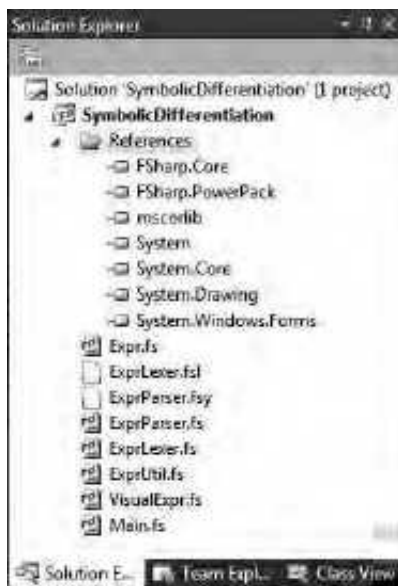 Solution Explorer
Solution 'SymbolicDifferentiation' (1 project)
SymbolicDifferentiation
References
FSharp.Core
FSharp.PowerPack
mscorlib
System
System.Core
System.Drawing
System.Windows.Forms
Expr.fs
ExprLexer.fsl
ExprParser.fsy
ExprParser.fs
ExprLexer.fs
ExprUtil.fs
VisualExpr.fs
Main.fs
Solution E... Team Expl... Class View